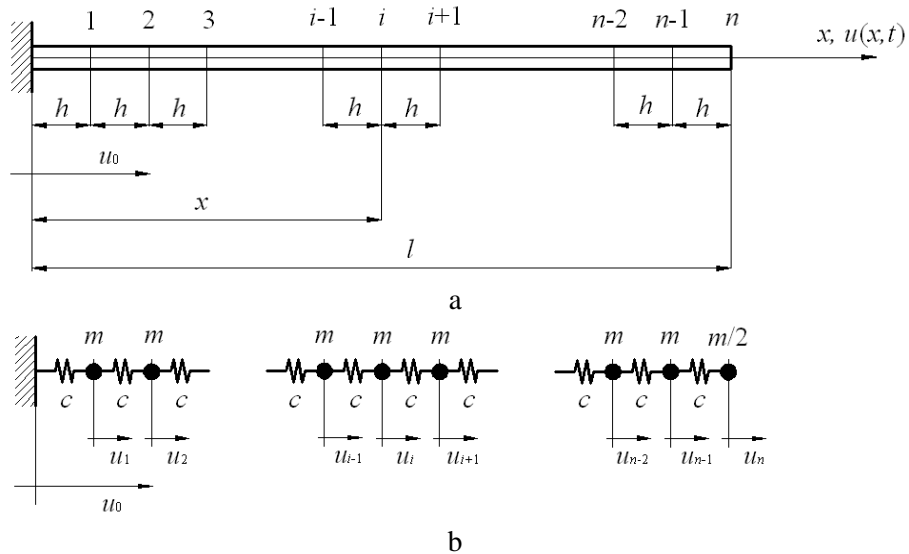 1 2 3 i-1 i i+1 n-2 n-1 n
x, u(x,t)
h h h h h h h
u₀
x
l
a
m m m m m m m m/2
c c c c c c c c c
u₁ u₂ uᵢ₋₁ uᵢ uᵢ₊₁ uₙ₋₂ uₙ₋₁ uₙ
u₀
b